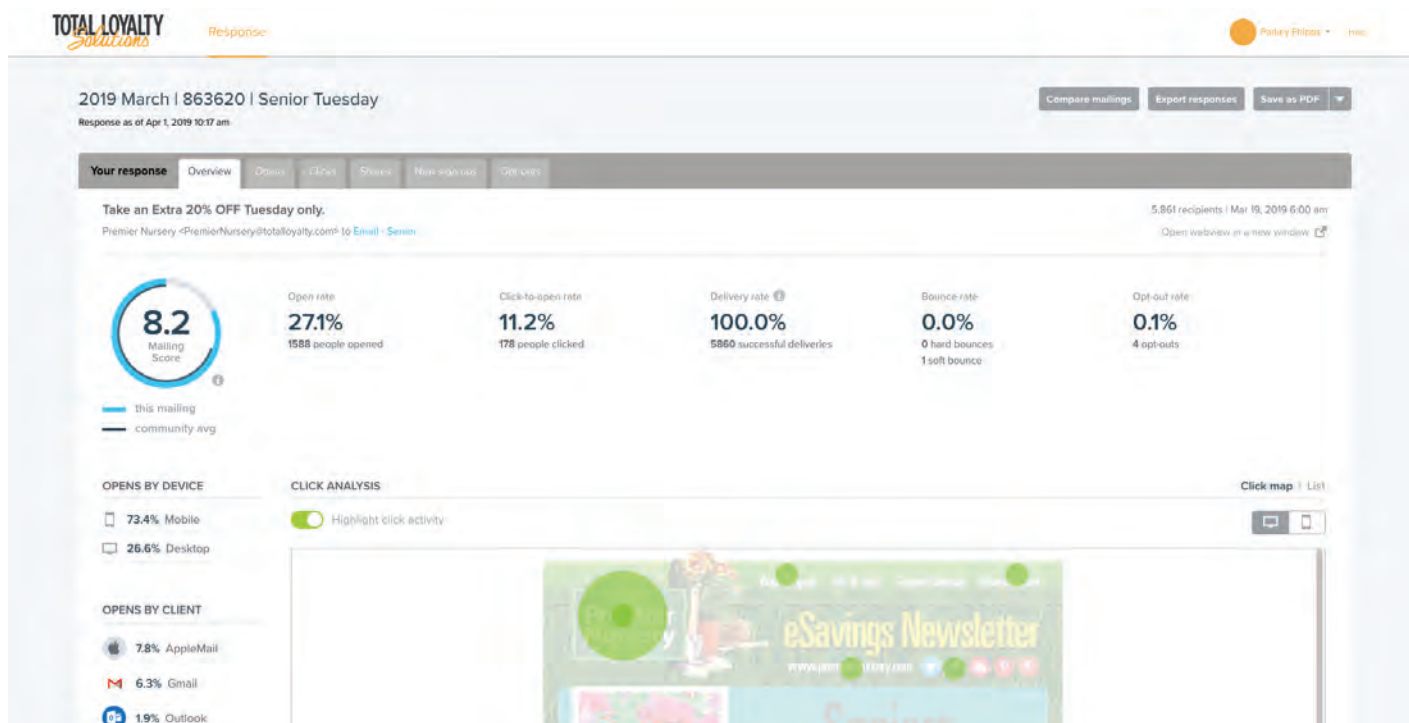 TOTAL LOYALTY
Solutions
Response
2019 March | 863620 | Senior Tuesday
Response as of Apr 1, 2019 10:17 am
Compare mailings
Export responses
Save as PDF
Your response
Overview
Opens
Clicks
Shares
New signups
Opt-outs
Take an Extra 20% OFF Tuesday only.
5,861 recipients | Mar 19, 2019 6:00 am
Premier Nursery <PremierNursery@totalloyalty.com> to Email - Senior
Open webview in a new window
8.2
Mailing
Score
this mailing
community avg
Open rate
27.1%
1588 people opened
Click-to-open rate
11.2%
178 people clicked
Delivery rate
100.0%
5860 successful deliveries
Bounce rate
0.0%
0 hard bounces
1 soft bounce
Opt-out rate
0.1%
4 opt-outs
OPENS BY DEVICE
73.4% Mobile
26.6% Desktop
OPENS BY CLIENT
7.8% AppleMail
6.3% Gmail
1.9% Outlook
CLICK ANALYSIS
Click map | List
Highlight click activity
eSavings Newsletter